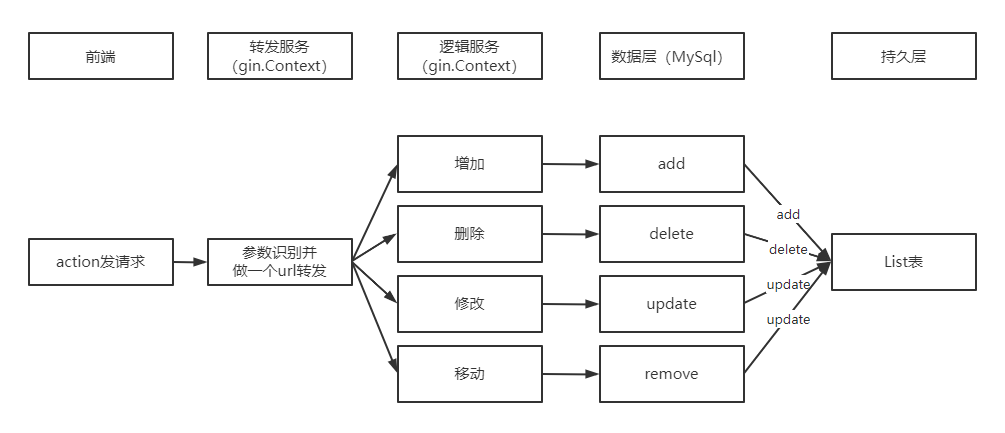 前端
转发服务
（gin.Context）
逻辑服务
（gin.Context）
数据层（MySql）
持久层
action发请求
参数识别并
做一个url转发
增加
删除
修改
移动
add
delete
update
remove
add
delete
update
update
List表